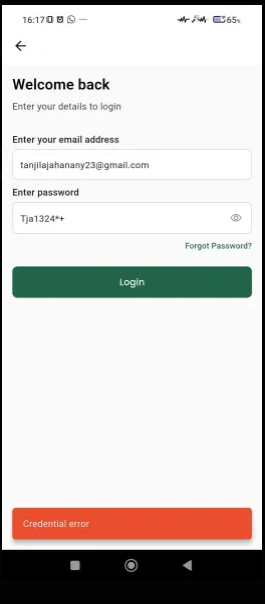 16:17
65%
Welcome back
Enter your details to login
Enter your email address
tanjilajahanany23@gmail.com
Enter password
Tja1324*+
Forgot Password?
Login
Credential error